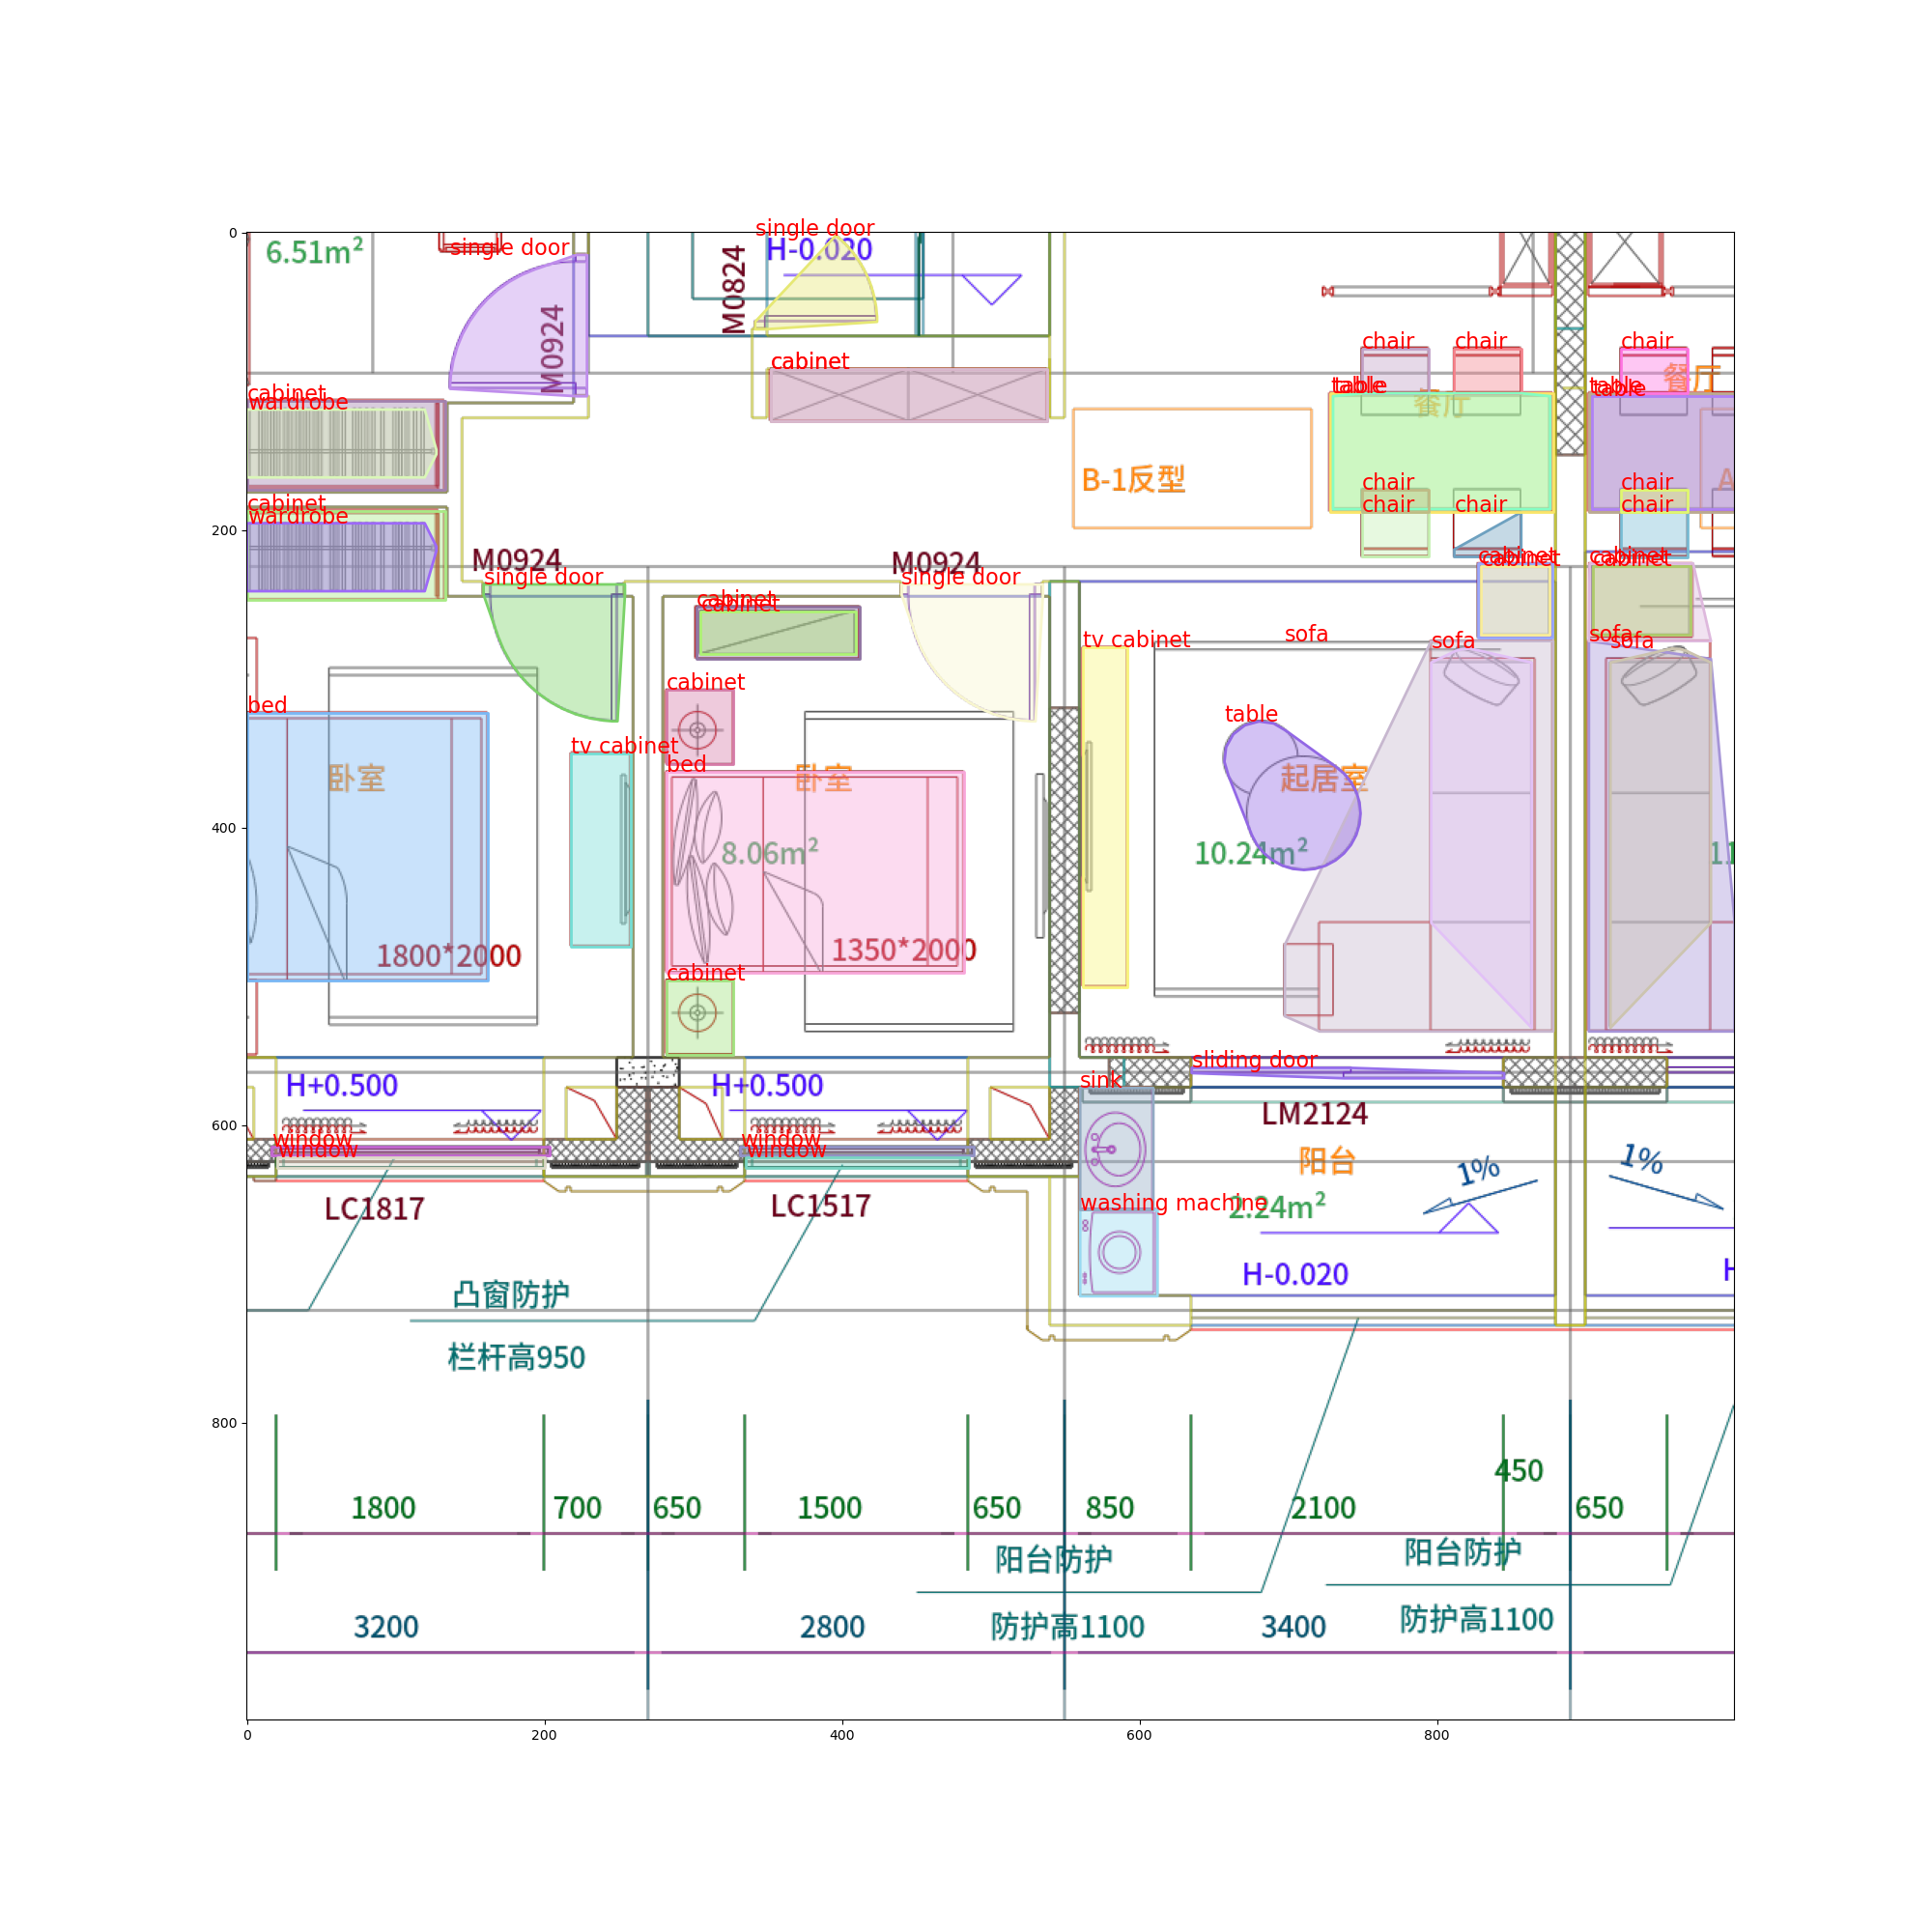 0
6.51m²
single door
single door
H-0.020
M0824
M0924
cabinet
chair
chair
chair
餐厅
餐厅
cabinet
wardrobe
table
table
table
table
B-1反型
A
chair
chair
200
cabinet
wardrobe
chair
chair
chair
M0924
M0924
single door
single door
cabinet
cabinet
cabinet
cabinet
cabinet
cabinet
tv cabinet
sofa
sofa
sofa
sofa
cabinet
bed
table
tv cabinet
bed
卧室
卧室
起居室
400
8.06m²
10.24m²
11
1800*2000
1350*2000
cabinet
sliding door
sink
H+0.500
H+0.500
LM2124
600
window
window
window
window
阳台
1%
1%
LC1817
LC1517
washing machine
2.24m²
H-0.020
H
凸窗防护
栏杆高950
800
450
1800
700
650
1500
650
850
2100
650
阳台防护
阳台防护
3200
2800
防护高1100
3400
防护高1100
0
200
400
600
800